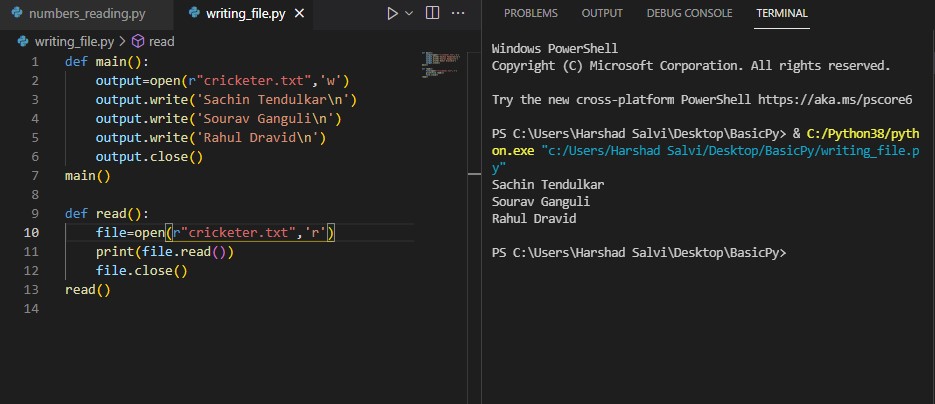 numbers_reading.py
writing_file.py
writing_file.py > read
1 def main():
2 output=open(r"cricketer.txt",'w')
3 output.write('Sachin Tendulkar\n')
4 output.write('Sourav Ganguli\n')
5 output.write('Rahul Dravid\n')
6 output.close()
7 main()
8
9 def read():
10 file=open(r"cricketer.txt",'r')
11 print(file.read())
12 file.close()
13 read()
14
PROBLEMS OUTPUT DEBUG CONSOLE TERMINAL
Windows PowerShell
Copyright (C) Microsoft Corporation. All rights reserved.
Try the new cross-platform PowerShell https://aka.ms/pscore6
PS C:\Users\Harshad Salvi\Desktop\BasicPy> & C:/Python38/pyth
on.exe "c:/Users/Harshad Salvi/Desktop/BasicPy/writing_file.p
y"
Sachin Tendulkar
Sourav Ganguli
Rahul Dravid
PS C:\Users\Harshad Salvi\Desktop\BasicPy>